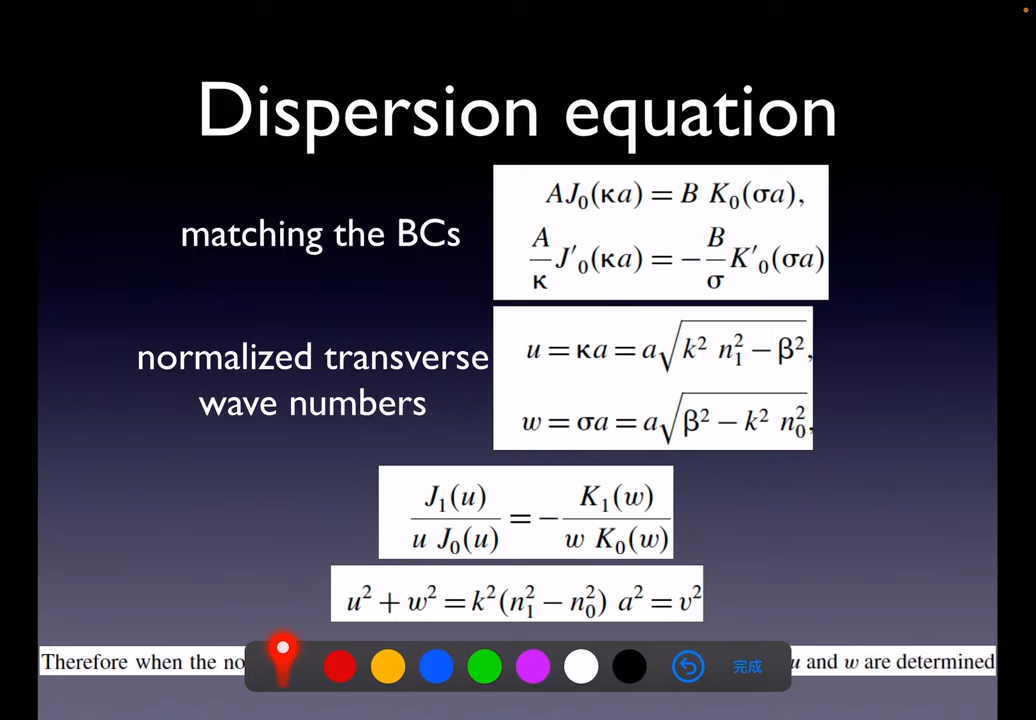 Dispersion equation
matching the BCs
AJ₀(κa) = B K₀(σa),
A/κ J′₀(κa) = −B/σ K′₀(σa)
normalized transverse
wave numbers
u = κa = a√(k² n₁² − β²),
w = σa = a√(β² − k² n₀²),
J₁(u)/(u J₀(u)) = −K₁(w)/(w K₀(w))
u² + w² = k²(n₁² − n₀²) a² = v²
Therefore when the u and w are determined
完成